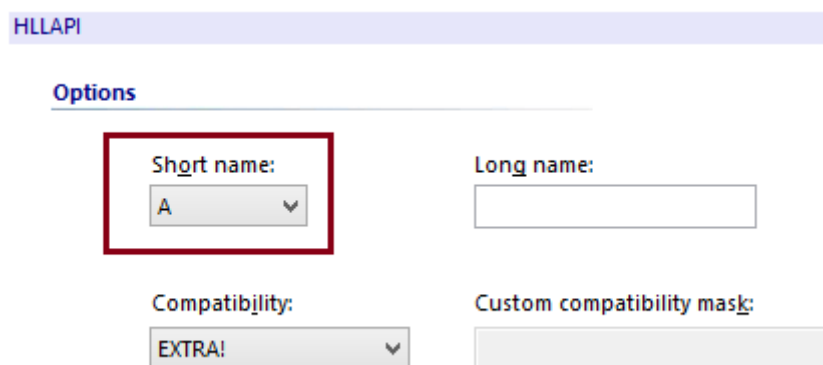 HLLAPI
Options
Short name:
Long name:
A
Compatibility:
Custom compatibility mask:
EXTRA!